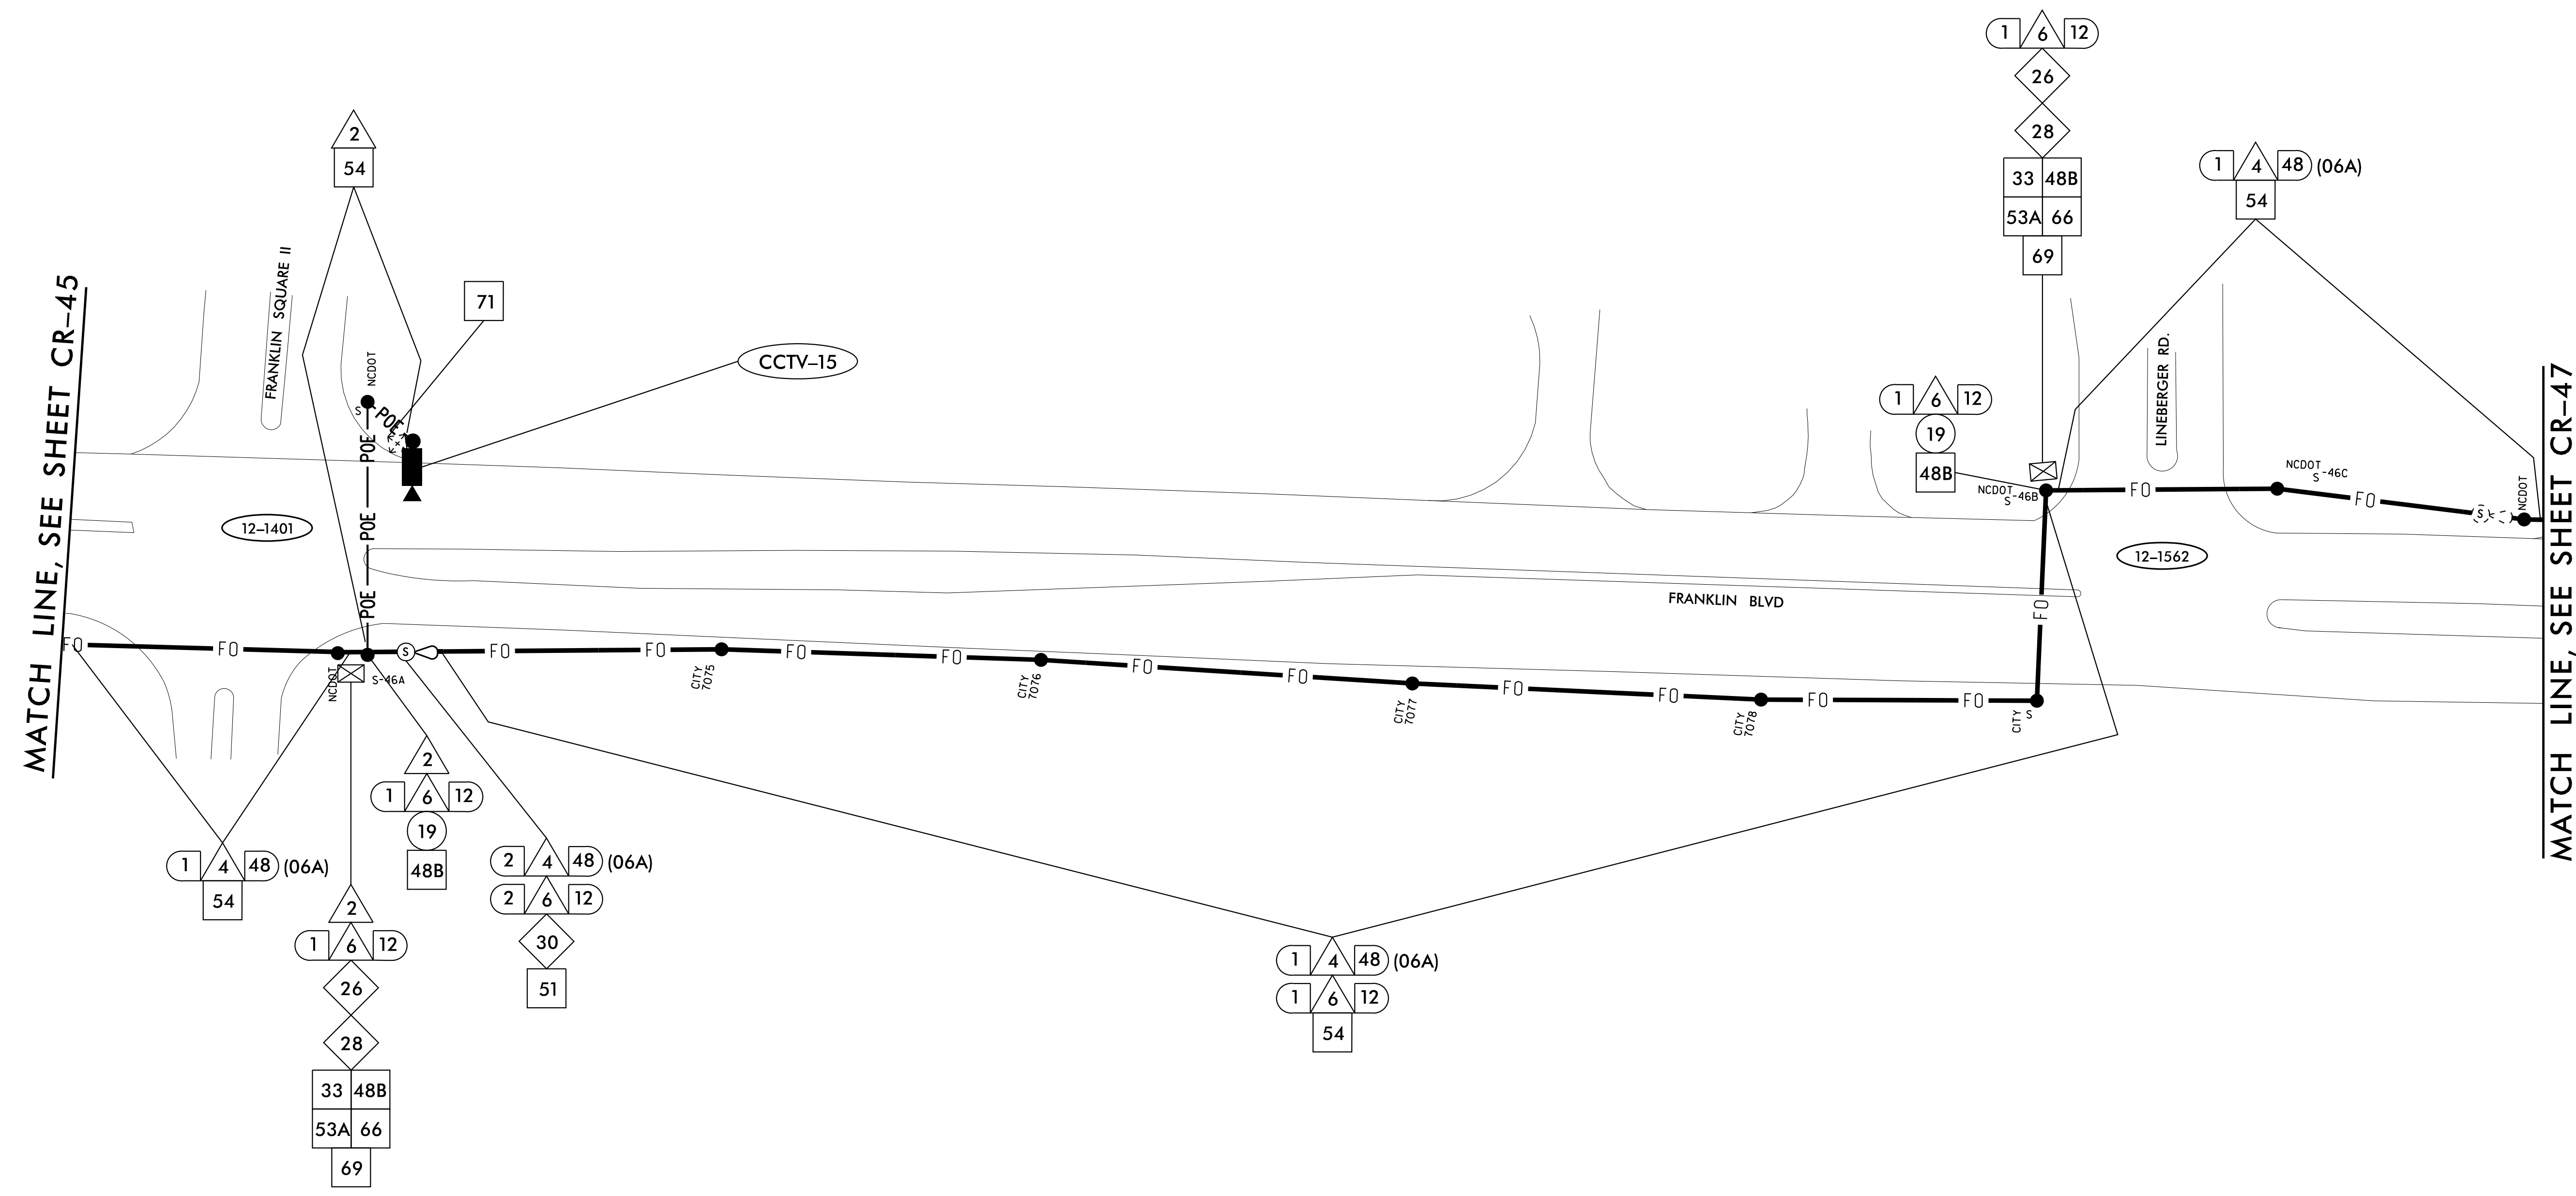 1 6 12
26
28
33 48B
53A 66
69
2
54
1 4 48 (06A)
54
71
CCTV–15
FRANKLIN SQUARE II
NCDOT
S
POE
POE
POE
POE
MATCH LINE, SEE SHEET CR–45
12–1401
1 6 12
19
48B
NCDOT
S-46B
LINEBERGER RD.
NCDOT
S-46C
FO
FO
S
NCDOT
12–1562
MATCH LINE, SEE SHEET CR–47
FRANKLIN BLVD
FO
FO
FO
NCDOT
S-46A
S
FO
FO
CITY
7075
FO
FO
CITY
7076
FO
FO
CITY
7077
FO
FO
CITY
7078
FO
FO
CITY
S
2
1 6 12
19
48B
1 4 48 (06A)
54
2 4 48 (06A)
2 6 12
30
51
2
1 6 12
26
28
33 48B
53A 66
69
1 4 48 (06A)
1 6 12
54